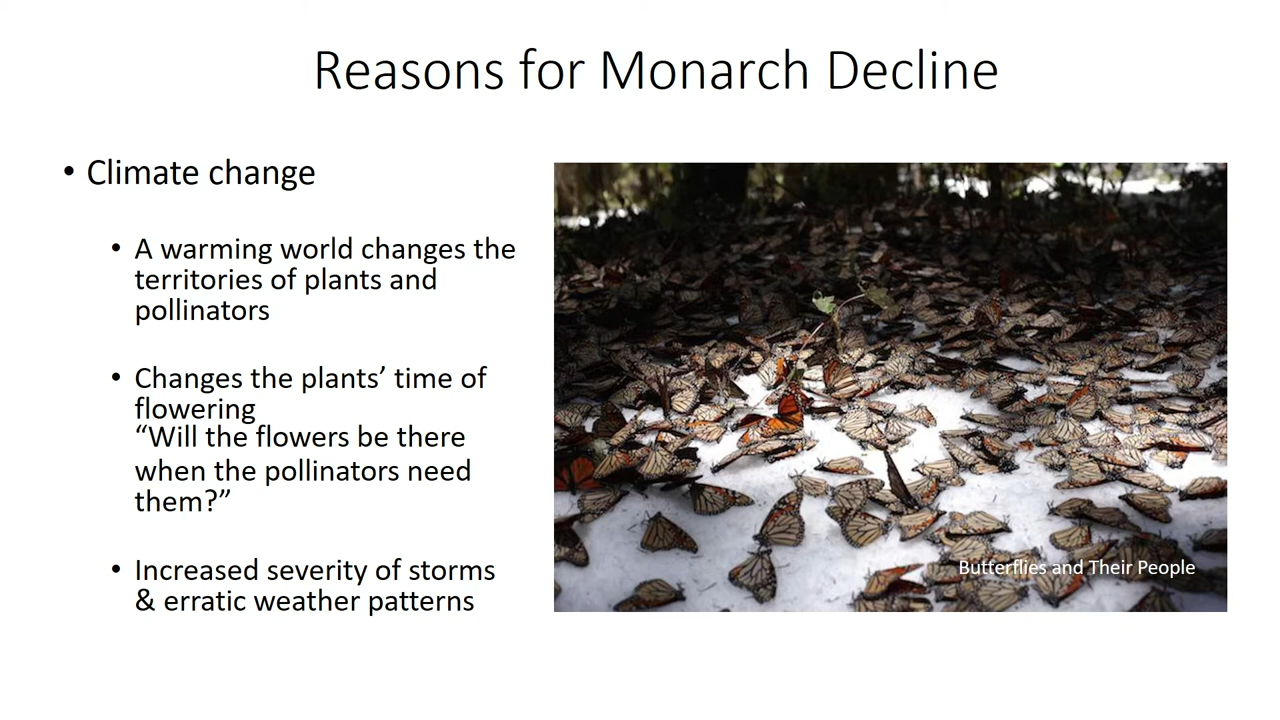 Reasons for Monarch Decline
• Climate change
• A warming world changes the
territories of plants and
pollinators
• Changes the plants’ time of
flowering
“Will the flowers be there
when the pollinators need
them?”
• Increased severity of storms
& erratic weather patterns
Butterflies and Their People